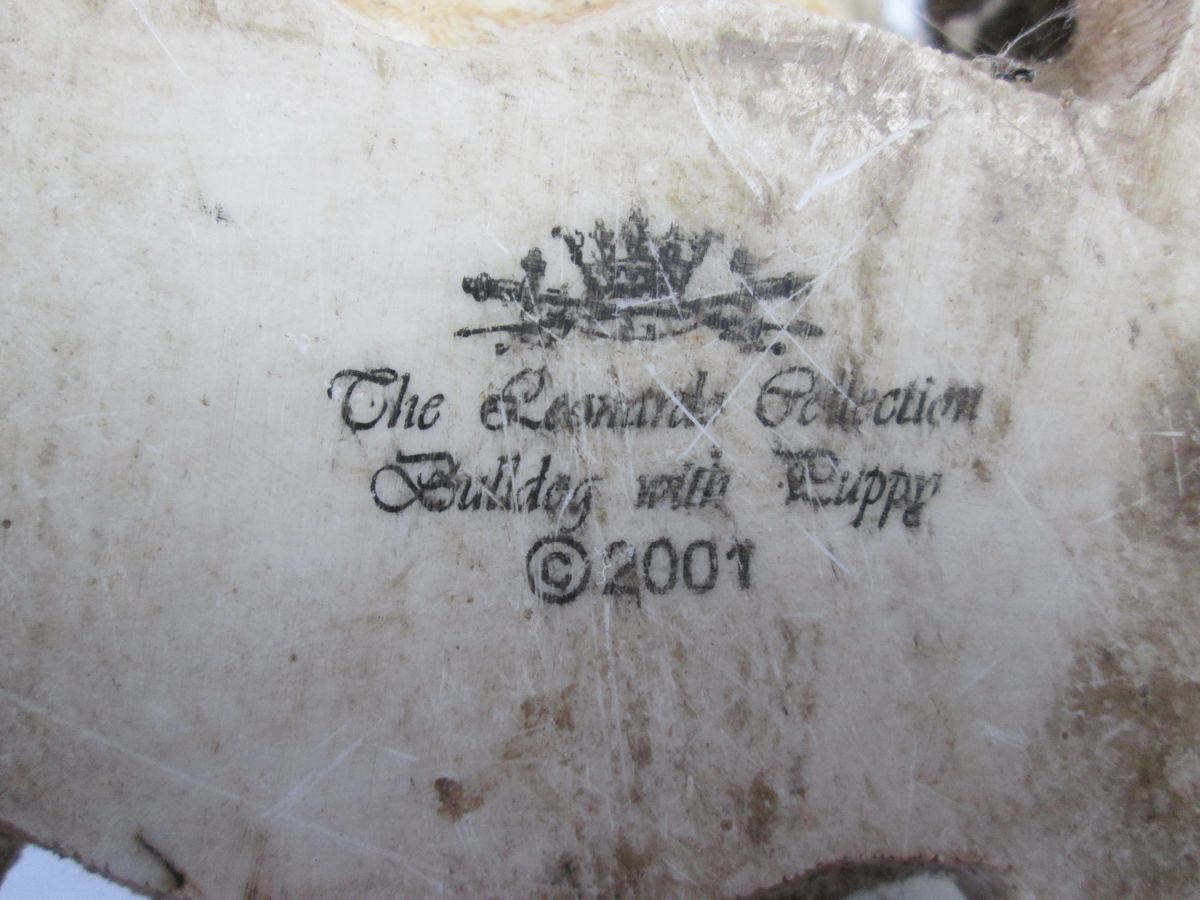 The Leonardo Collection
Bulldog with Puppy
©2001